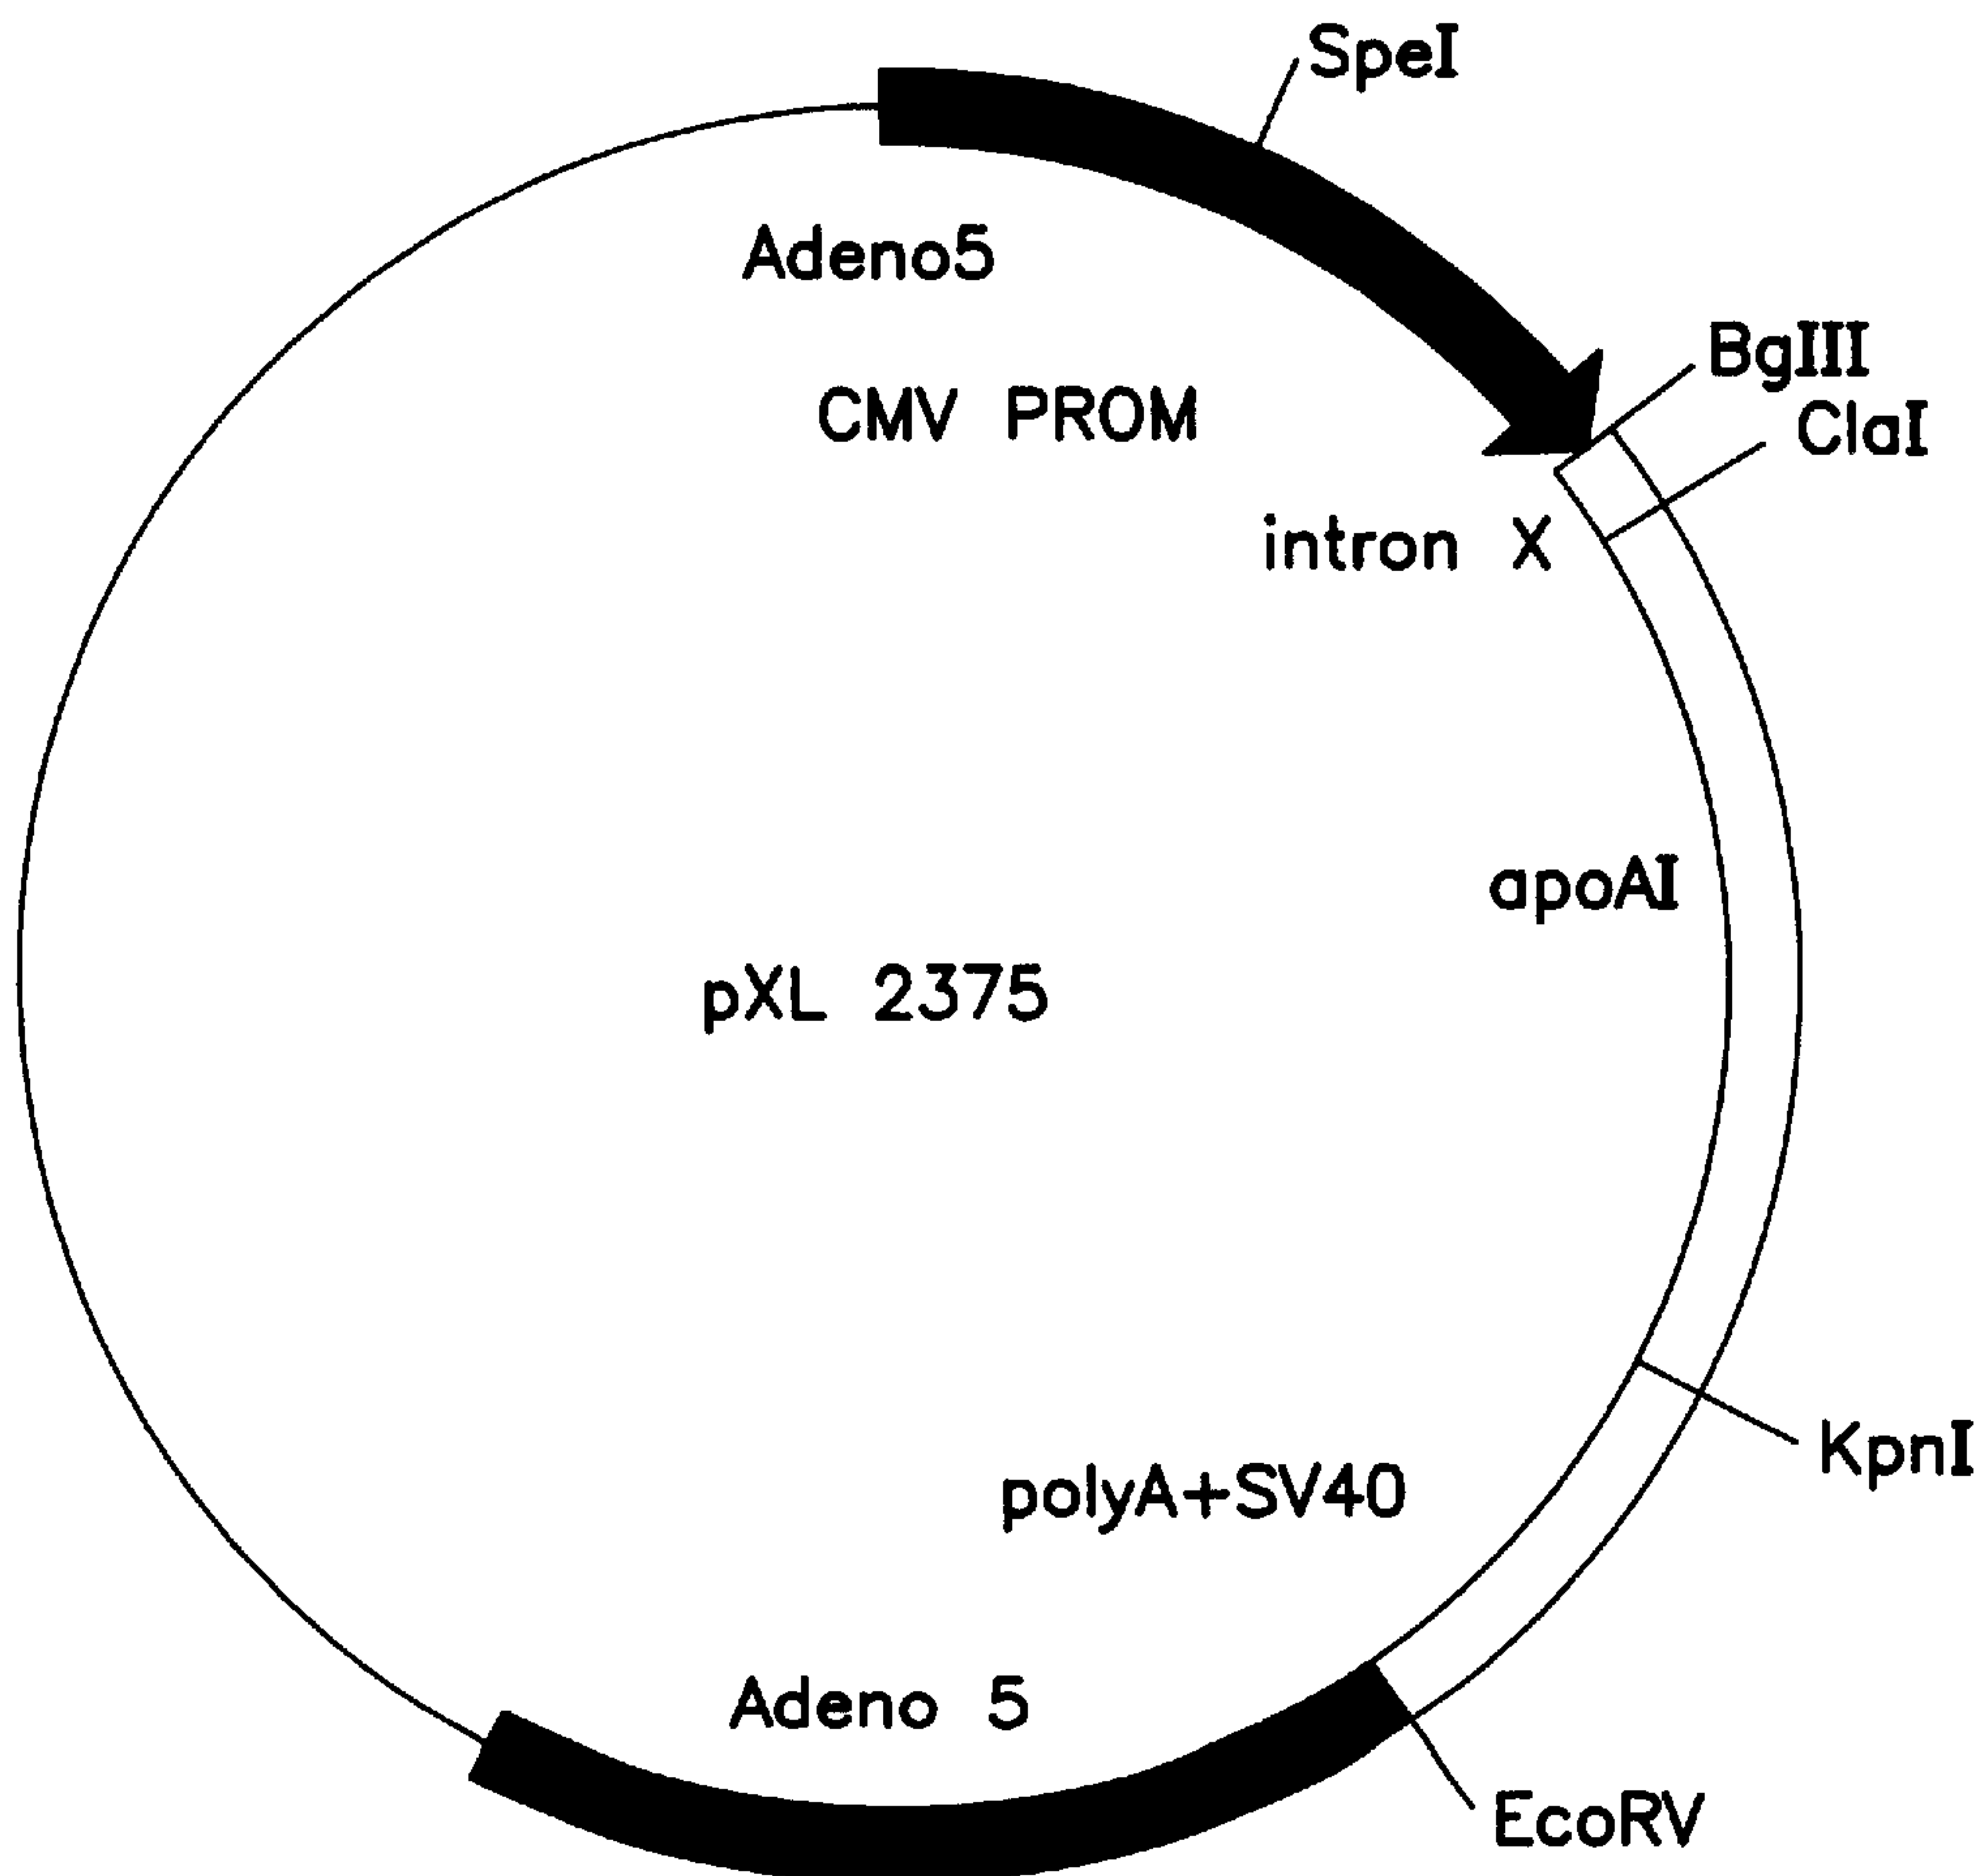 SpeI
Adeno5
BglII
CMV PROM
ClaI
intron X
apoAI
pXL 2375
KpnI
polyA+SV40
Adeno 5
EcoRV